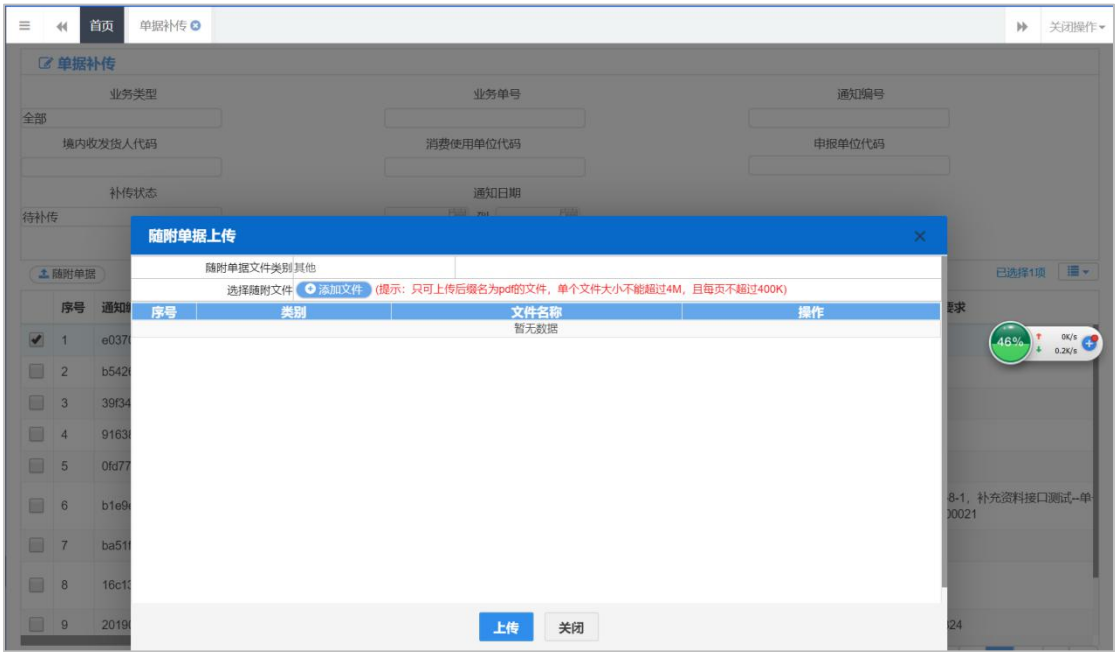 首页 单据补传 关闭操作
单据补传
业务类型 业务单号 通知编号
全部
境内收发货人代码 消费使用单位代码 申报单位代码
补传状态 通知日期
待补传
随附单据上传
随附单据 已选择1项
随附单据文件类别 其他
选择随附文件 添加文件 (提示：只可上传后缀名为pdf的文件，单个文件大小不能超过4M，且每页不超过400K)
序号 类别 文件名称 操作
暂无数据
序号
1 e037
46% 0K/s
0.2K/s
2 b542
3 39f34
4 9163
5 0fd77
6 b1e9
8-1，补充资料接口测试--单
00021
7 ba51
8 16c1
9 2019
上传 关闭